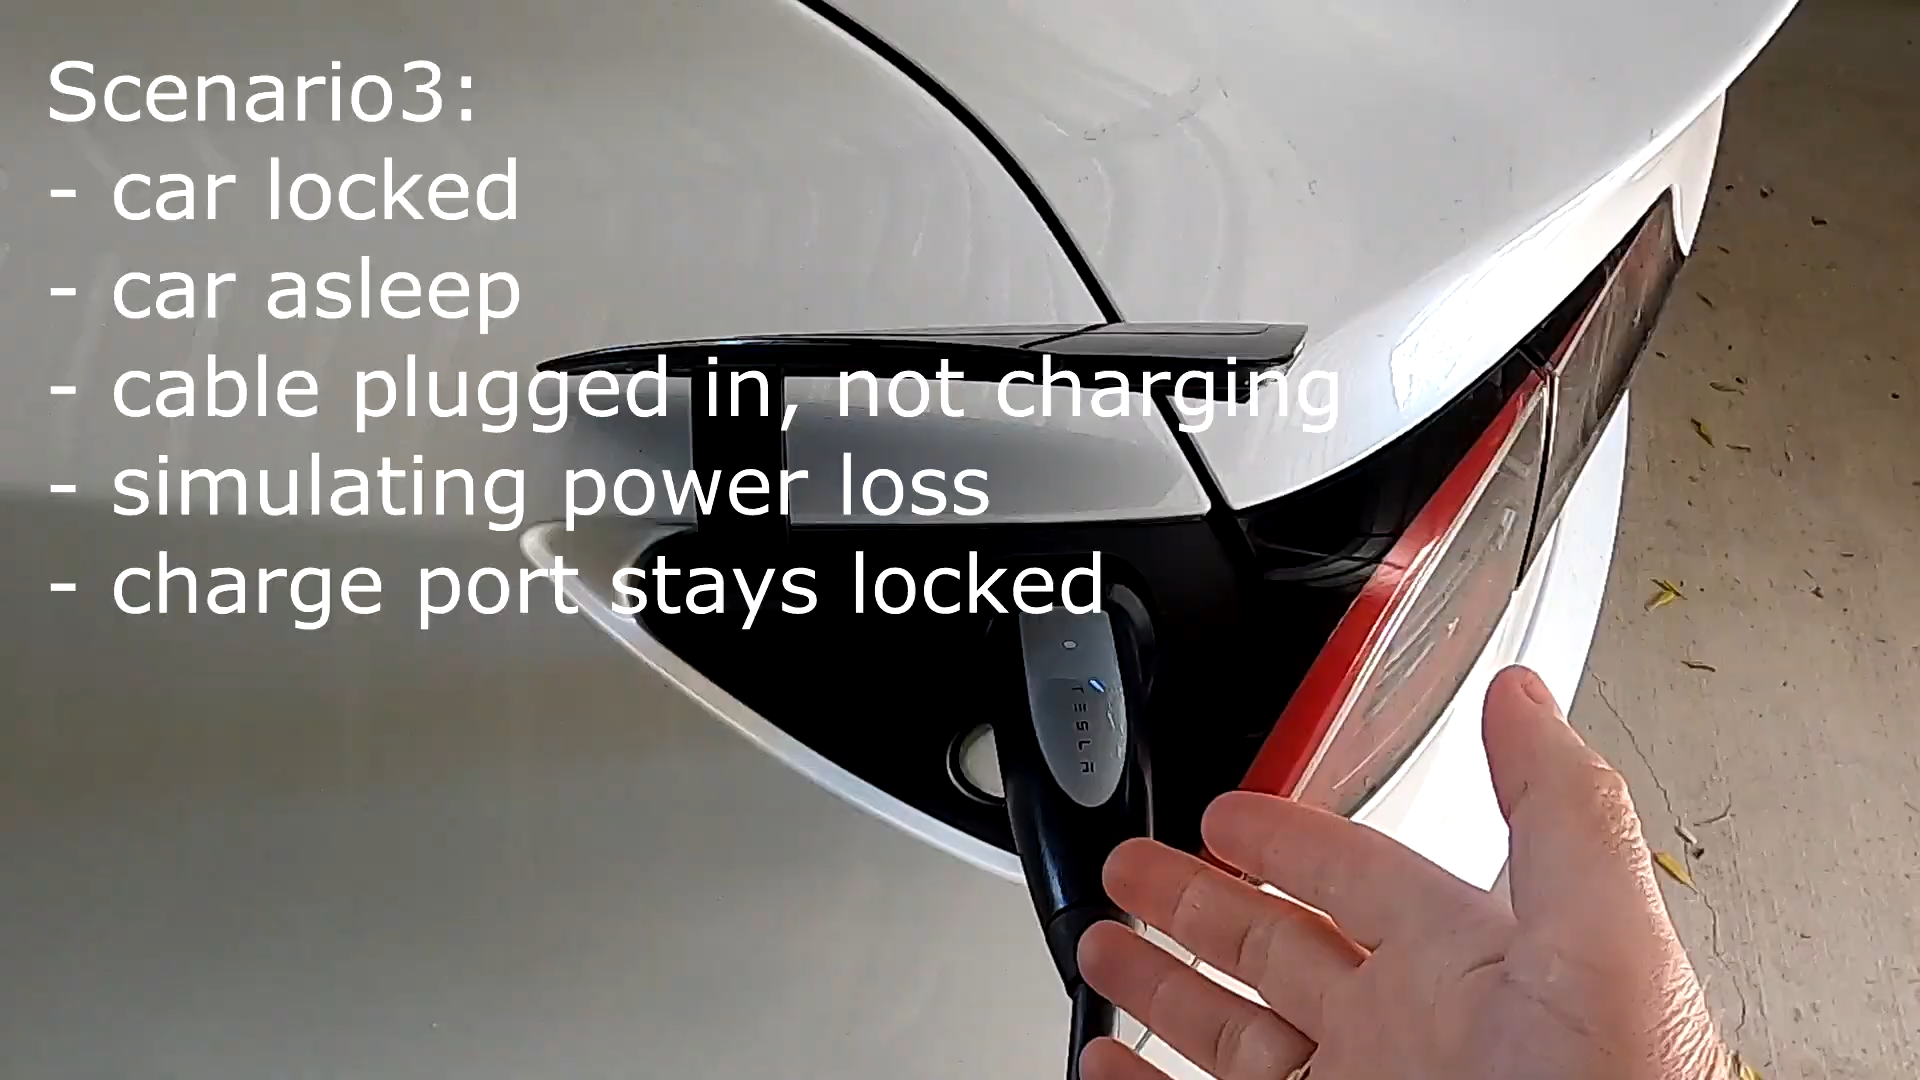 Scenario3:
- car locked
- car asleep
- cable plugged in, not charging
- simulating power loss
- charge port stays locked
TESLA